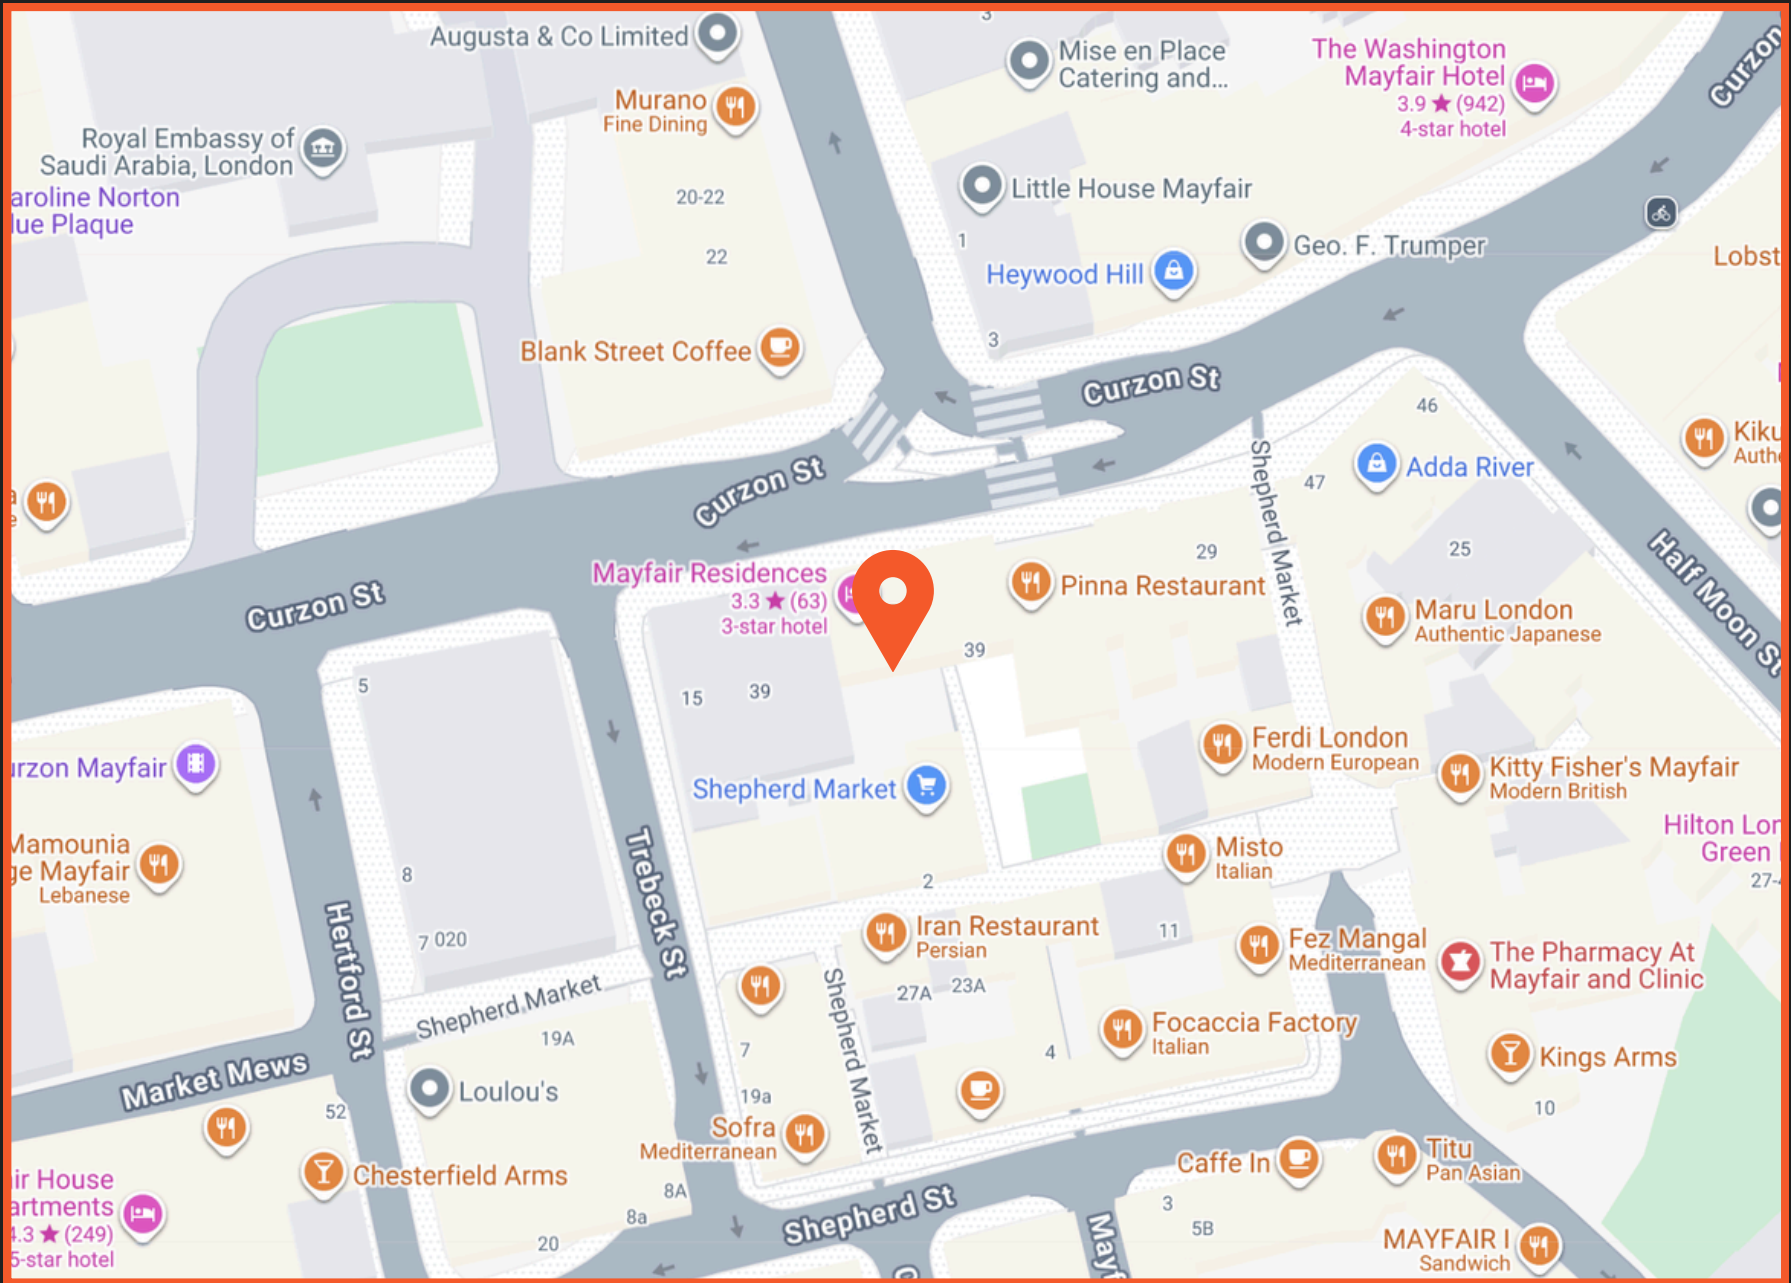 Augusta & Co Limited
Mise en Place
Catering and...
The Washington
Mayfair Hotel
3.9 ★ (942)
4-star hotel
Curzon
3
Murano
Fine Dining
Royal Embassy of
Saudi Arabia, London
aroline Norton
lue Plaque
20-22
22
Little House Mayfair
1
Geo. F. Trumper
Heywood Hill
Lobst
3
Blank Street Coffee
Curzon St
46
Kiku
Authe
Adda River
47
Curzon St
Shepherd Market
29
25
Half Moon St
Mayfair Residences
3.3 ★ (63)
3-star hotel
Pinna Restaurant
Curzon St
Maru London
Authentic Japanese
39
5
15
39
Ferdi London
Modern European
urzon Mayfair
Kitty Fisher's Mayfair
Modern British
Shepherd Market
Hilton Lon
Green
27-
Mamounia
ge Mayfair
Lebanese
Misto
Italian
8
2
Trebeck St
Iran Restaurant
Persian
11
7 020
Fez Mangal
Mediterranean
The Pharmacy At
Mayfair and Clinic
Hertford St
Shepherd Market
27A
23A
Shepherd Market
Focaccia Factory
Italian
19A
7
4
Kings Arms
Market Mews
Loulou's
19a
52
10
Sofra
Mediterranean
Titu
Pan Asian
Caffe In
Chesterfield Arms
air House
artments
4.3 ★ (249)
5-star hotel
8A
8a
Shepherd St
3
5B
20
Mayf
MAYFAIR I
Sandwich